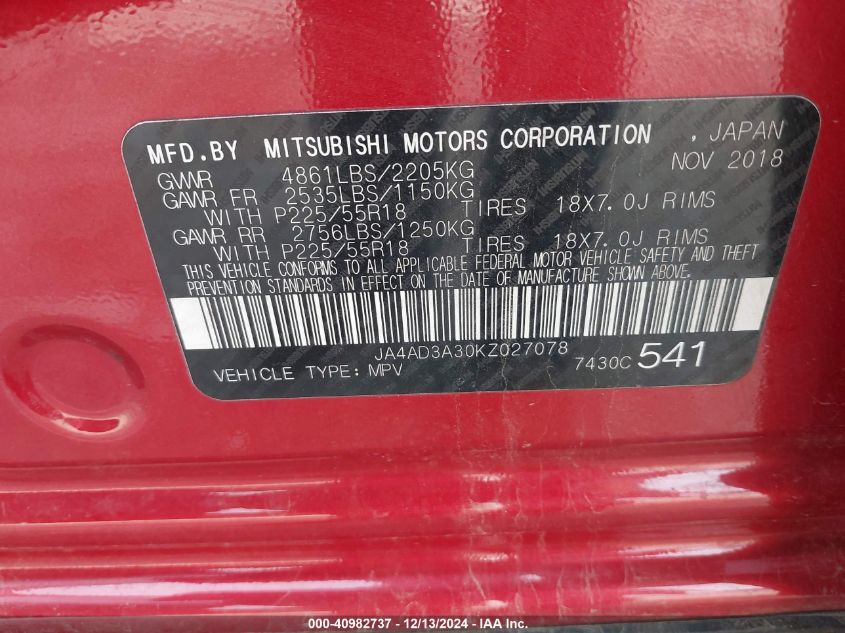 MFD.BY MITSUBISHI MOTORS CORPORATION , JAPAN
GVWR 4861LBS/2205KG NOV 2018
GAWR FR 2535LBS/1150KG
WITH P225/55R18 TIRES 18X7.0J RIMS
GAWR RR 2756LBS/1250KG
WITH P225/55R18 TIRES 18X7.0J RIMS
THIS VEHICLE CONFORMS TO ALL APPLICABLE FEDERAL MOTOR VEHICLE SAFETY AND THEFT
PREVENTION STANDARDS IN EFFECT ON THE DATE OF MANUFACTURE SHOWN ABOVE.
JA4AD3A30KZ027078
VEHICLE TYPE: MPV 7430C 541
000-40982737 - 12/13/2024 - IAA Inc.